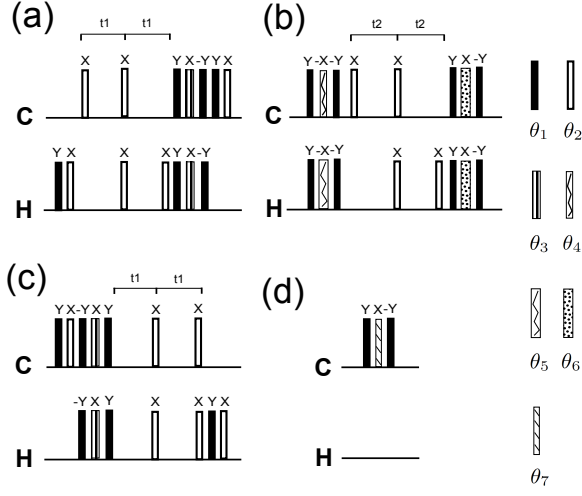 (a)
t1 t1
X X Y X -Y Y X
C
Y X X X Y X -Y
H
(b)
t2 t2
Y -X -Y X X Y X -Y
C
Y -X -Y X X Y X -Y
H
(c)
t1 t1
Y X -Y X Y X X
C
-Y X Y X X Y X
H
(d)
Y X -Y
C
H
θ₁ θ₂
θ₃ θ₄
θ₅ θ₆
θ₇